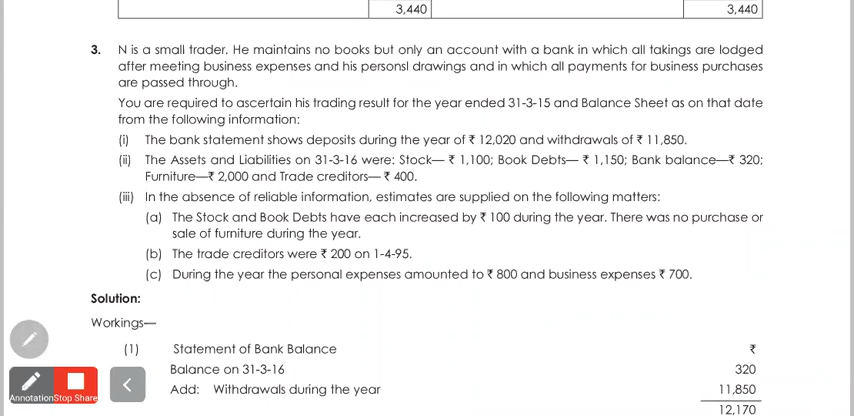 3,440 3,440
3. N is a small trader. He maintains no books but only an account with a bank in which all takings are lodged
after meeting business expenses and his personsl drawings and in which all payments for business purchases
are passed through.
You are required to ascertain his trading result for the year ended 31-3-15 and Balance Sheet as on that date
from the following information:
(i) The bank statement shows deposits during the year of ₹ 12,020 and withdrawals of ₹ 11,850.
(ii) The Assets and Liabilities on 31-3-16 were: Stock— ₹ 1,100; Book Debts— ₹ 1,150; Bank balance—₹ 320;
Furniture—₹ 2,000 and Trade creditors— ₹ 400.
(iii) In the absence of reliable information, estimates are supplied on the following matters:
(a) The Stock and Book Debts have each increased by ₹ 100 during the year. There was no purchase or
sale of furniture during the year.
(b) The trade creditors were ₹ 200 on 1-4-95.
(c) During the year the personal expenses amounted to ₹ 800 and business expenses ₹ 700.
Solution:
Workings—
(1) Statement of Bank Balance ₹
Balance on 31-3-16 320
Add: Withdrawals during the year 11,850
12,170
Annotation Stop Share